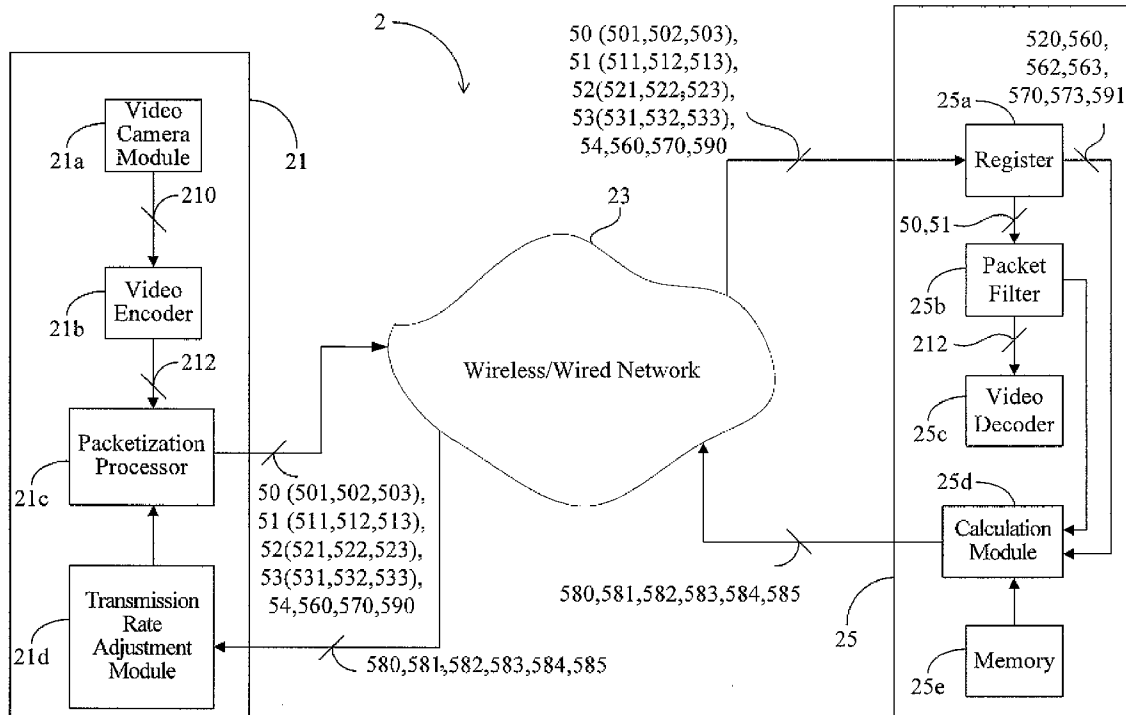 2
21
Video
Camera
Module
21a
210
Video
Encoder
21b
212
Packetization
Processor
21c
50 (501,502,503),
51 (511,512,513),
52(521,522,523),
53(531,532,533),
54,560,570,590
Transmission
Rate
Adjustment
Module
21d
580,581,582,583,584,585
23
Wireless/Wired Network
50 (501,502,503),
51 (511,512,513),
52(521,522,523),
53(531,532,533),
54,560,570,590
520,560,
562,563,
570,573,591
25a
Register
50,51
Packet
Filter
25b
212
Video
Decoder
25c
25d
Calculation
Module
580,581,582,583,584,585
25
Memory
25e